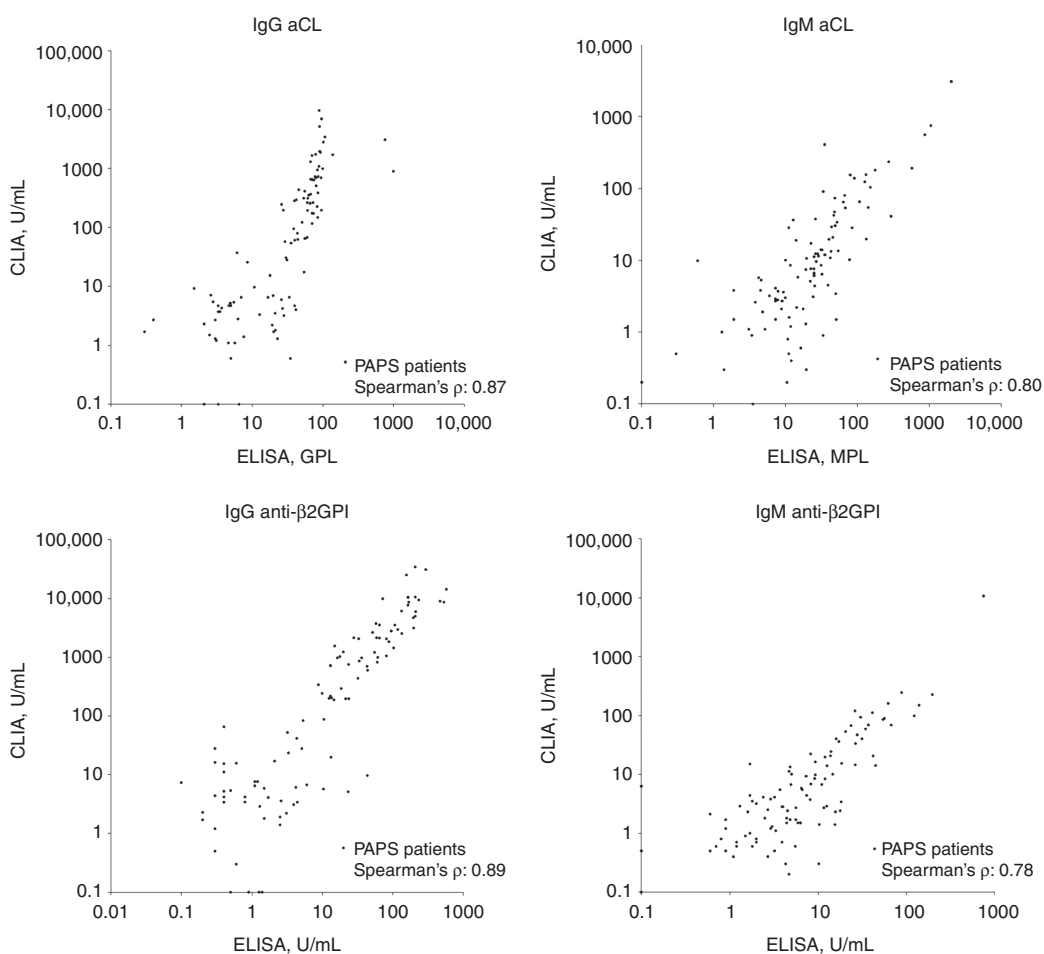 IgG aCL
100,000
10,000
1000
100
10
1
0.1
CLIA, U/mL
0.1 1 10 100 1000 10,000
ELISA, GPL
PAPS patients
Spearman's ρ: 0.87
IgM aCL
10,000
1000
100
10
1
0.1
CLIA, U/mL
0.1 1 10 100 1000 10,000
ELISA, MPL
PAPS patients
Spearman's ρ: 0.80
IgG anti-β2GPI
100,000
10,000
1000
100
10
1
0.1
CLIA, U/mL
0.01 0.1 1 10 100 1000
ELISA, U/mL
PAPS patients
Spearman's ρ: 0.89
IgM anti-β2GPI
100,000
10,000
1000
100
10
1
0.1
CLIA, U/mL
0.1 1 10 100 1000
ELISA, U/mL
PAPS patients
Spearman's ρ: 0.78